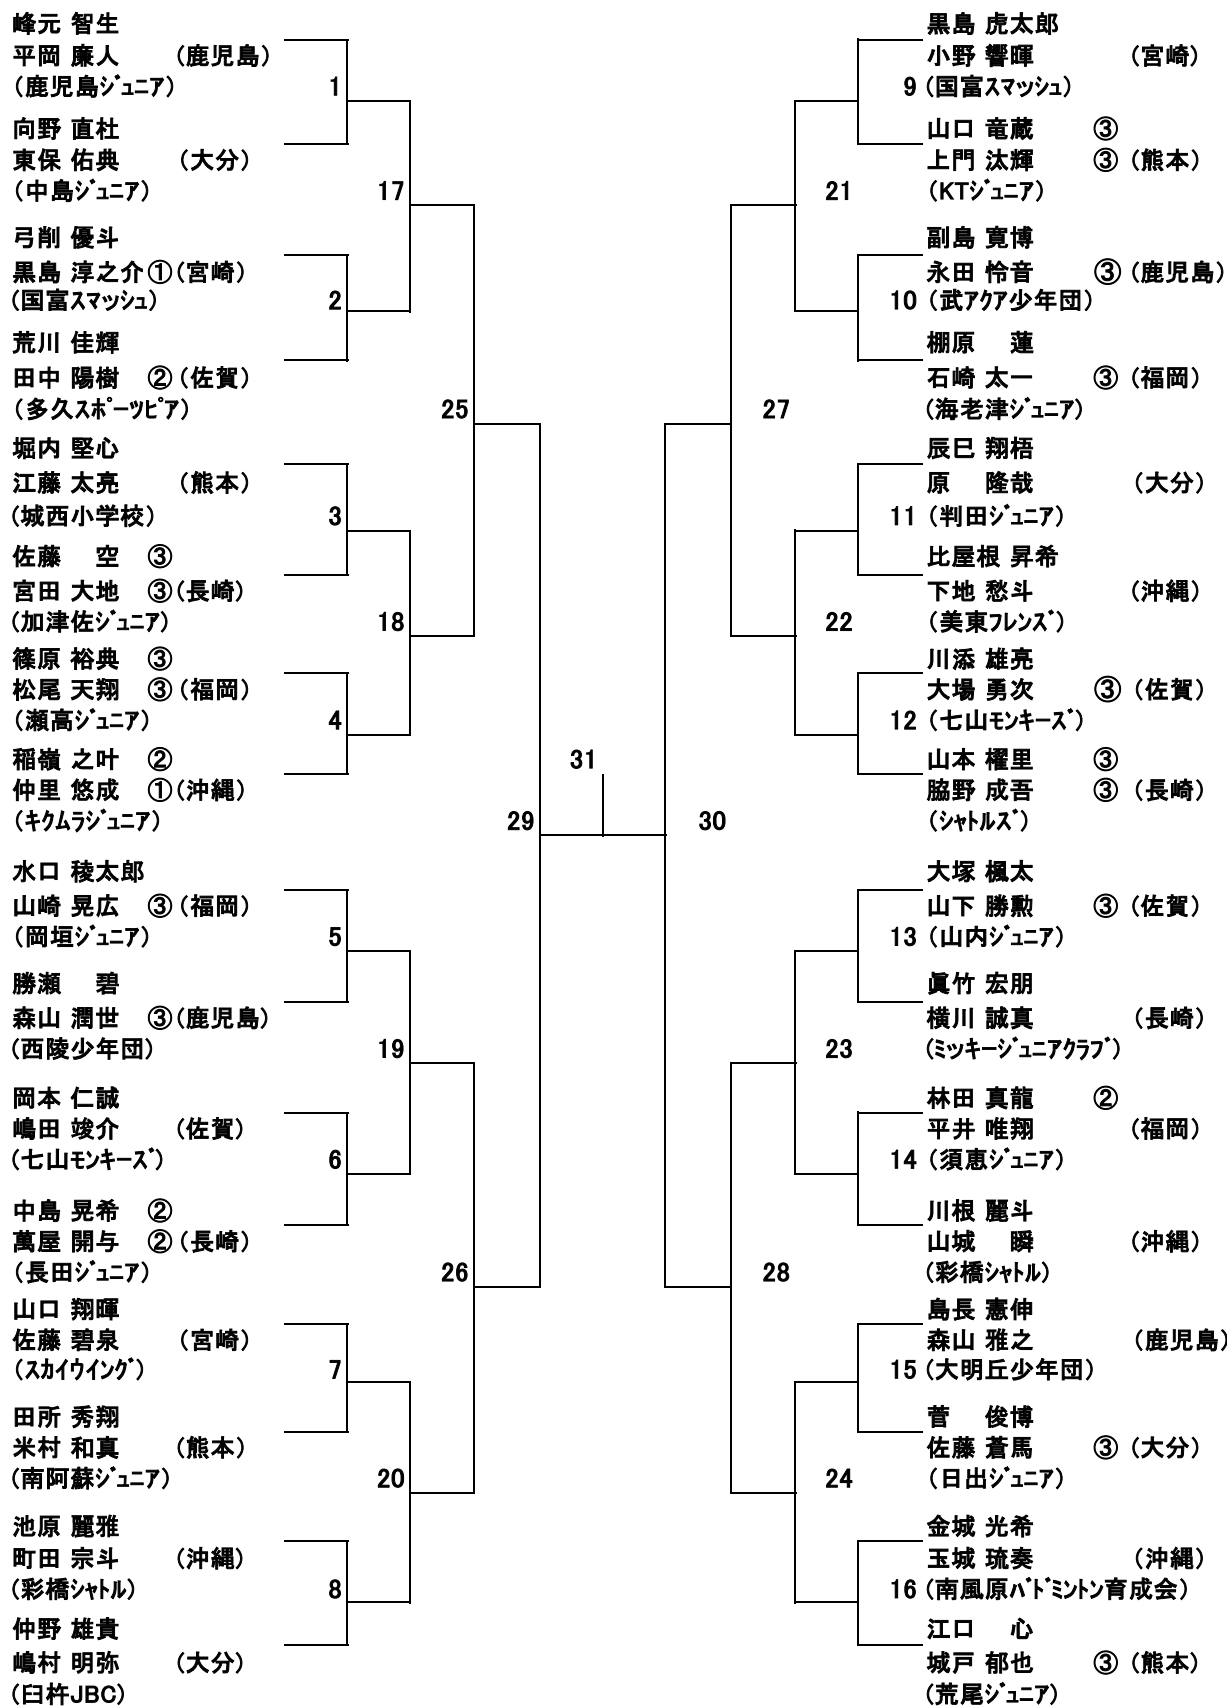 峰元 智生
平岡 廉人 (鹿児島)
(鹿児島ジュニア)
1
向野 直杜
東保 佑典 (大分)
(中島ジュニア)
17
弓削 優斗
黒島 淳之介 ① (宮崎)
(国富スマッシュ)
2
荒川 佳輝
田中 陽樹 ② (佐賀)
(多久スポーツピア)
25
堀内 堅心
江藤 太亮 (熊本)
(城西小学校)
3
佐藤 空 ③
宮田 大地 ③ (長崎)
(加津佐ジュニア)
18
篠原 裕典 ③
松尾 天翔 ③ (福岡)
(瀬高ジュニア)
4
稲嶺 之叶 ②
仲里 悠成 ① (沖縄)
(キクムラジュニア)
29
31
水口 稜太郎
山崎 晃広 ③ (福岡)
(岡垣ジュニア)
5
勝瀬 碧
森山 潤世 ③ (鹿児島)
(西陵少年団)
19
岡本 仁誠
嶋田 竣介 (佐賀)
(七山モンキーズ)
6
中島 晃希 ②
萬屋 開与 ② (長崎)
(長田ジュニア)
26
山口 翔暉
佐藤 碧泉 (宮崎)
(スカイウイング)
7
田所 秀翔
米村 和真 (熊本)
(南阿蘇ジュニア)
20
池原 麗雅
町田 宗斗 (沖縄)
(彩橋シャトル)
8
仲野 雄貴
嶋村 明弥 (大分)
(臼杵JBC)
黒島 虎太郎
小野 響暉 (宮崎)
9 (国富スマッシュ)
山口 竜蔵 ③
上門 汰輝 ③ (熊本)
21 (KTジュニア)
副島 寛博
永田 怜音 ③ (鹿児島)
10 (武アクア少年団)
棚原 蓮
石崎 太一 ③ (福岡)
27 (海老津ジュニア)
辰巳 翔梧
原 隆哉 (大分)
11 (判田ジュニア)
比屋根 昇希
下地 愁斗 (沖縄)
22 (美東フレンズ)
川添 雄亮
大場 勇次 ③ (佐賀)
12 (七山モンキーズ)
山本 櫂里 ③
脇野 成吾 ③ (長崎)
30 (シャトルズ)
大塚 楓太
山下 勝勲 ③ (佐賀)
13 (山内ジュニア)
眞竹 宏朋
横川 誠真 (長崎)
23 (ミッキージュニアクラブ)
林田 真龍 ②
平井 唯翔 (福岡)
14 (須恵ジュニア)
川根 麗斗
山城 瞬 (沖縄)
28 (彩橋シャトル)
島長 憲伸
森山 雅之 (鹿児島)
15 (大明丘少年団)
菅 俊博
佐藤 蒼馬 ③ (大分)
24 (日出ジュニア)
金城 光希
玉城 琉奏 (沖縄)
16 (南風原バドミントン育成会)
江口 心
城戸 郁也 ③ (熊本)
(荒尾ジュニア)